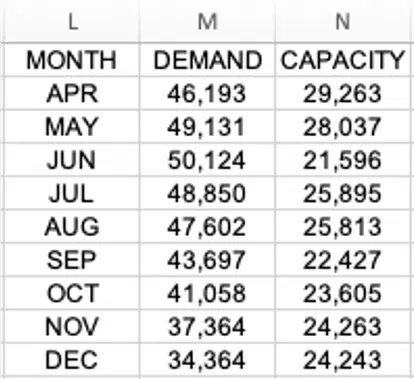 L M N
MONTH DEMAND CAPACITY
APR 46,193 29,263
MAY 49,131 28,037
JUN 50,124 21,596
JUL 48,850 25,895
AUG 47,602 25,813
SEP 43,697 22,427
OCT 41,058 23,605
NOV 37,364 24,263
DEC 34,364 24,243